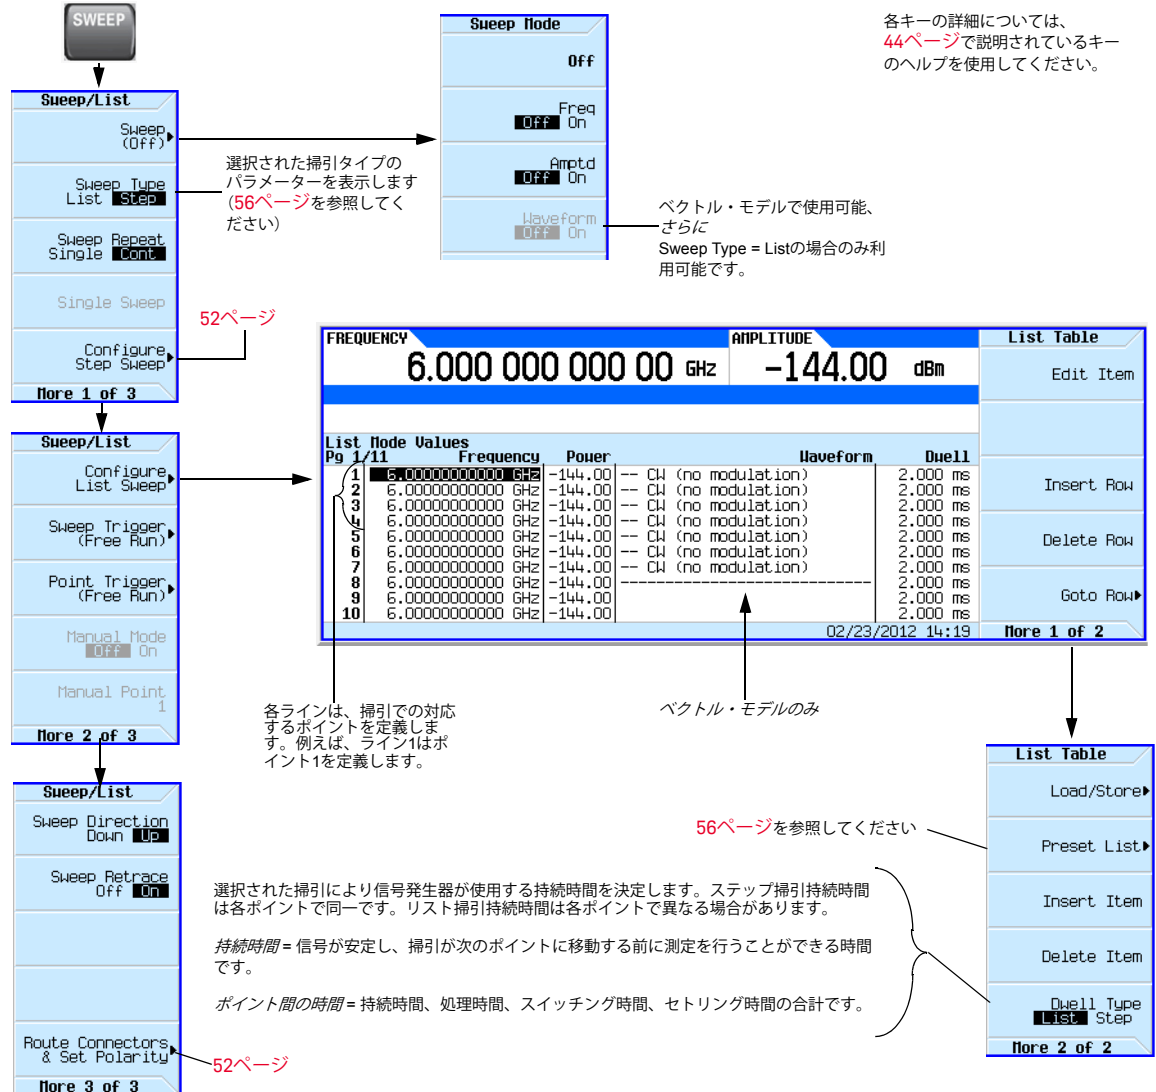 SWEEP
Sweep/List
Sweep
(Off)
Sweep Type
List Step
Sweep Repeat
Single Cont
Single Sweep
Configure
Step Sweep
More 1 of 3
選択された掃引タイプの
パラメーターを表示します
(56ページを参照してく
ださい)
52ページ
Sweep Mode
Off
Freq
Off On
Amptd
Off On
Waveform
Off On
ベクトル・モデルで使用可能、
さらに
Sweep Type = Listの場合のみ利
用可能です。
各キーの詳細については、
44ページで説明されているキー
のヘルプを使用してください。
Sweep/List
Configure
List Sweep
Sweep Trigger
(Free Run)
Point Trigger
(Free Run)
Manual Mode
Off On
Manual Point
1
More 2 of 3
FREQUENCY AMPLITUDE
6.000 000 000 00 GHz -144.00 dBm
List Mode Values
Pg 1/11 Frequency Power Waveform Dwell
1 6.00000000000 GHz -144.00 -- CW (no modulation) 2.000 ms
2 6.00000000000 GHz -144.00 -- CW (no modulation) 2.000 ms
3 6.00000000000 GHz -144.00 -- CW (no modulation) 2.000 ms
4 6.00000000000 GHz -144.00 -- CW (no modulation) 2.000 ms
5 6.00000000000 GHz -144.00 -- CW (no modulation) 2.000 ms
6 6.00000000000 GHz -144.00 -- CW (no modulation) 2.000 ms
7 6.00000000000 GHz -144.00 -- CW (no modulation) 2.000 ms
8 6.00000000000 GHz -144.00 ---------------------------- 2.000 ms
9 6.00000000000 GHz -144.00 2.000 ms
10 6.00000000000 GHz -144.00 2.000 ms
02/23/2012 14:19
List Table
Edit Item
Insert Row
Delete Row
Goto Row
More 1 of 2
各ラインは、掃引での対応
するポイントを定義しま
す。例えば、ライン1はポ
イント1を定義します。
ベクトル・モデルのみ
Sweep/List
Sweep Direction
Down Up
Sweep Retrace
Off On
Route Connectors
& Set Polarity
More 3 of 3
52ページ
56ページを参照してください
選択された掃引により信号発生器が使用する持続時間を決定します。ステップ掃引持続時間
は各ポイントで同一です。リスト掃引持続時間は各ポイントで異なる場合があります。
持続時間 = 信号が安定し、掃引が次のポイントに移動する前に測定を行うことができる時間
です。
ポイント間の時間 = 持続時間、処理時間、スイッチング時間、セトリング時間の合計です。
List Table
Load/Store
Preset List
Insert Item
Delete Item
Dwell Type
List Step
More 2 of 2